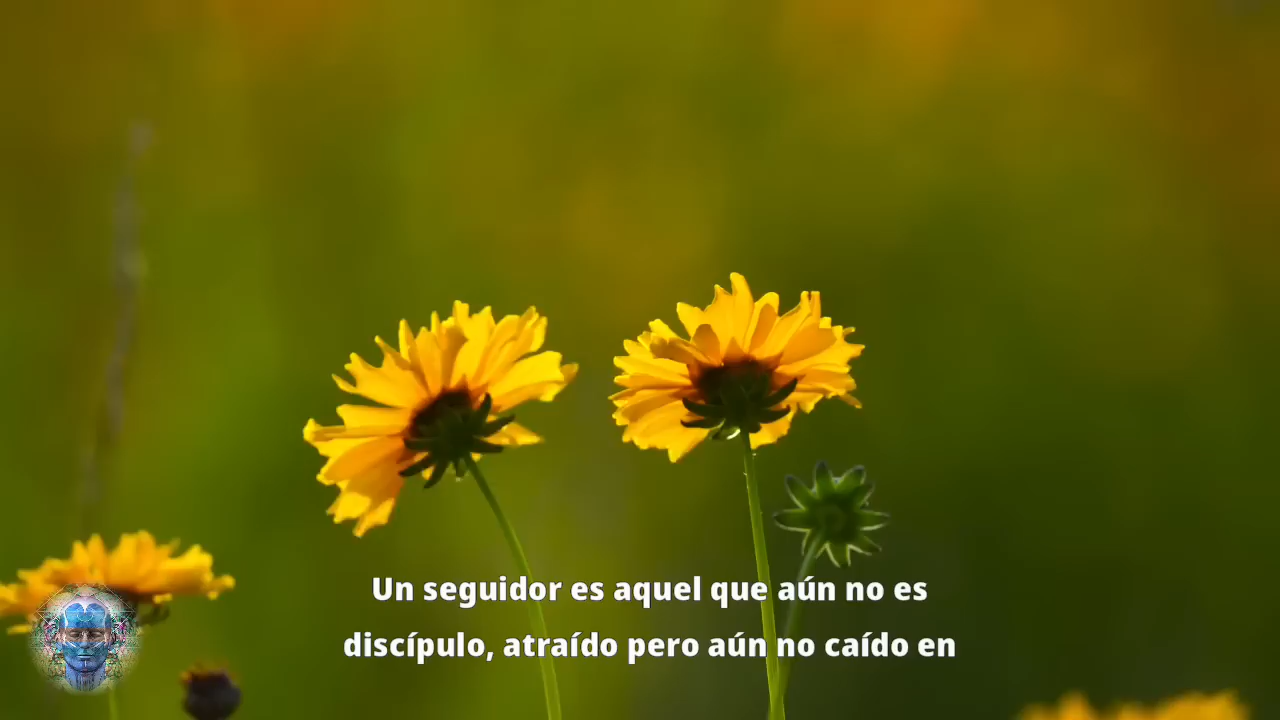 Un seguidor es aquel que aún no es
discípulo, atraído pero aún no caído en